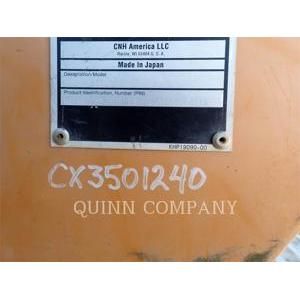 CNH America LLC
Racine, WI 53404 U.S.A.
Made In Japan
Designation/Model
Product Identification, Number (PIN)
KHP19090-00
CX3501240
QUINN COMPANY